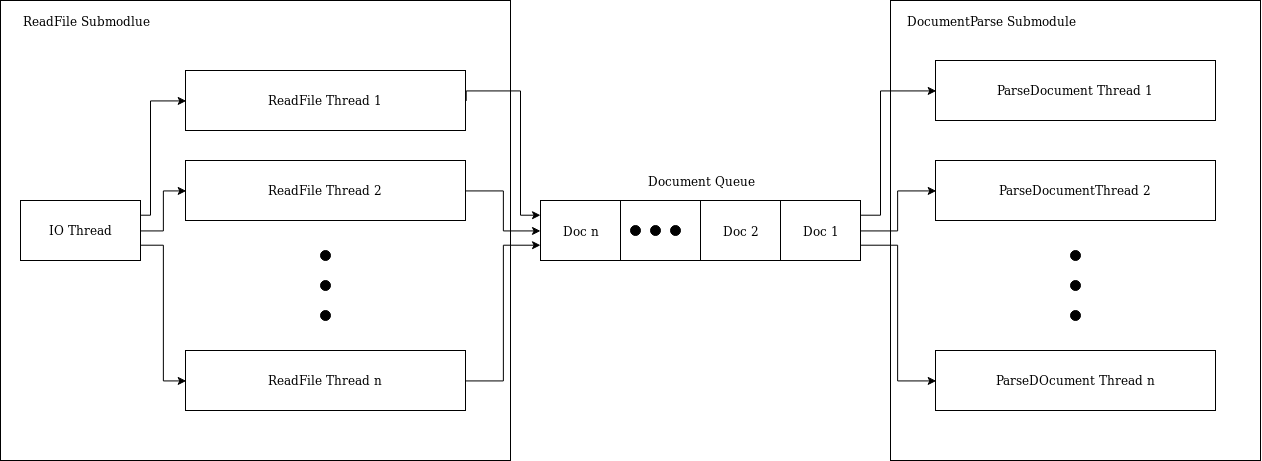 ReadFile Submodlue
DocumentParse Submodule
ReadFile Thread 1
ParseDocument Thread 1
ReadFile Thread 2
Document Queue
ParseDocumentThread 2
IO Thread
Doc n
Doc 2
Doc 1
ReadFile Thread n
ParseDOcument Thread n